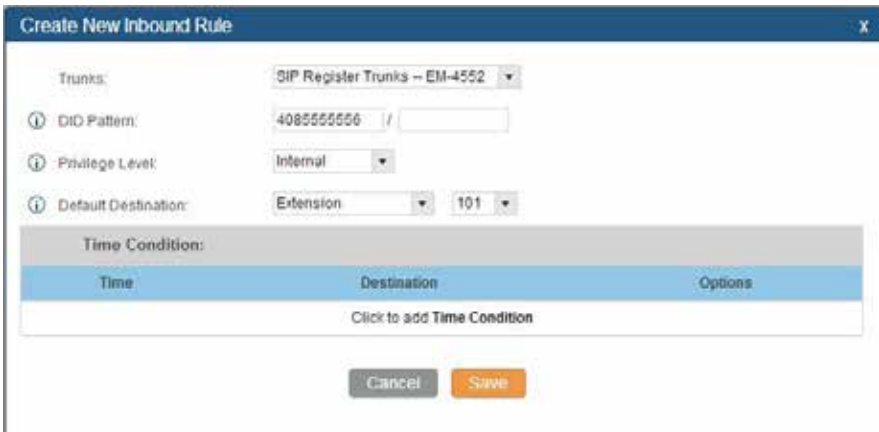 Create New Inbound Rule X
Trunks: SIP Register Trunks -- EM-4552
DID Pattern: 4085555556 /
Privilege Level: Internal
Default Destination: Extension 101
Time Condition:
Time Destination Options
Click to add Time Condition
Cancel Save